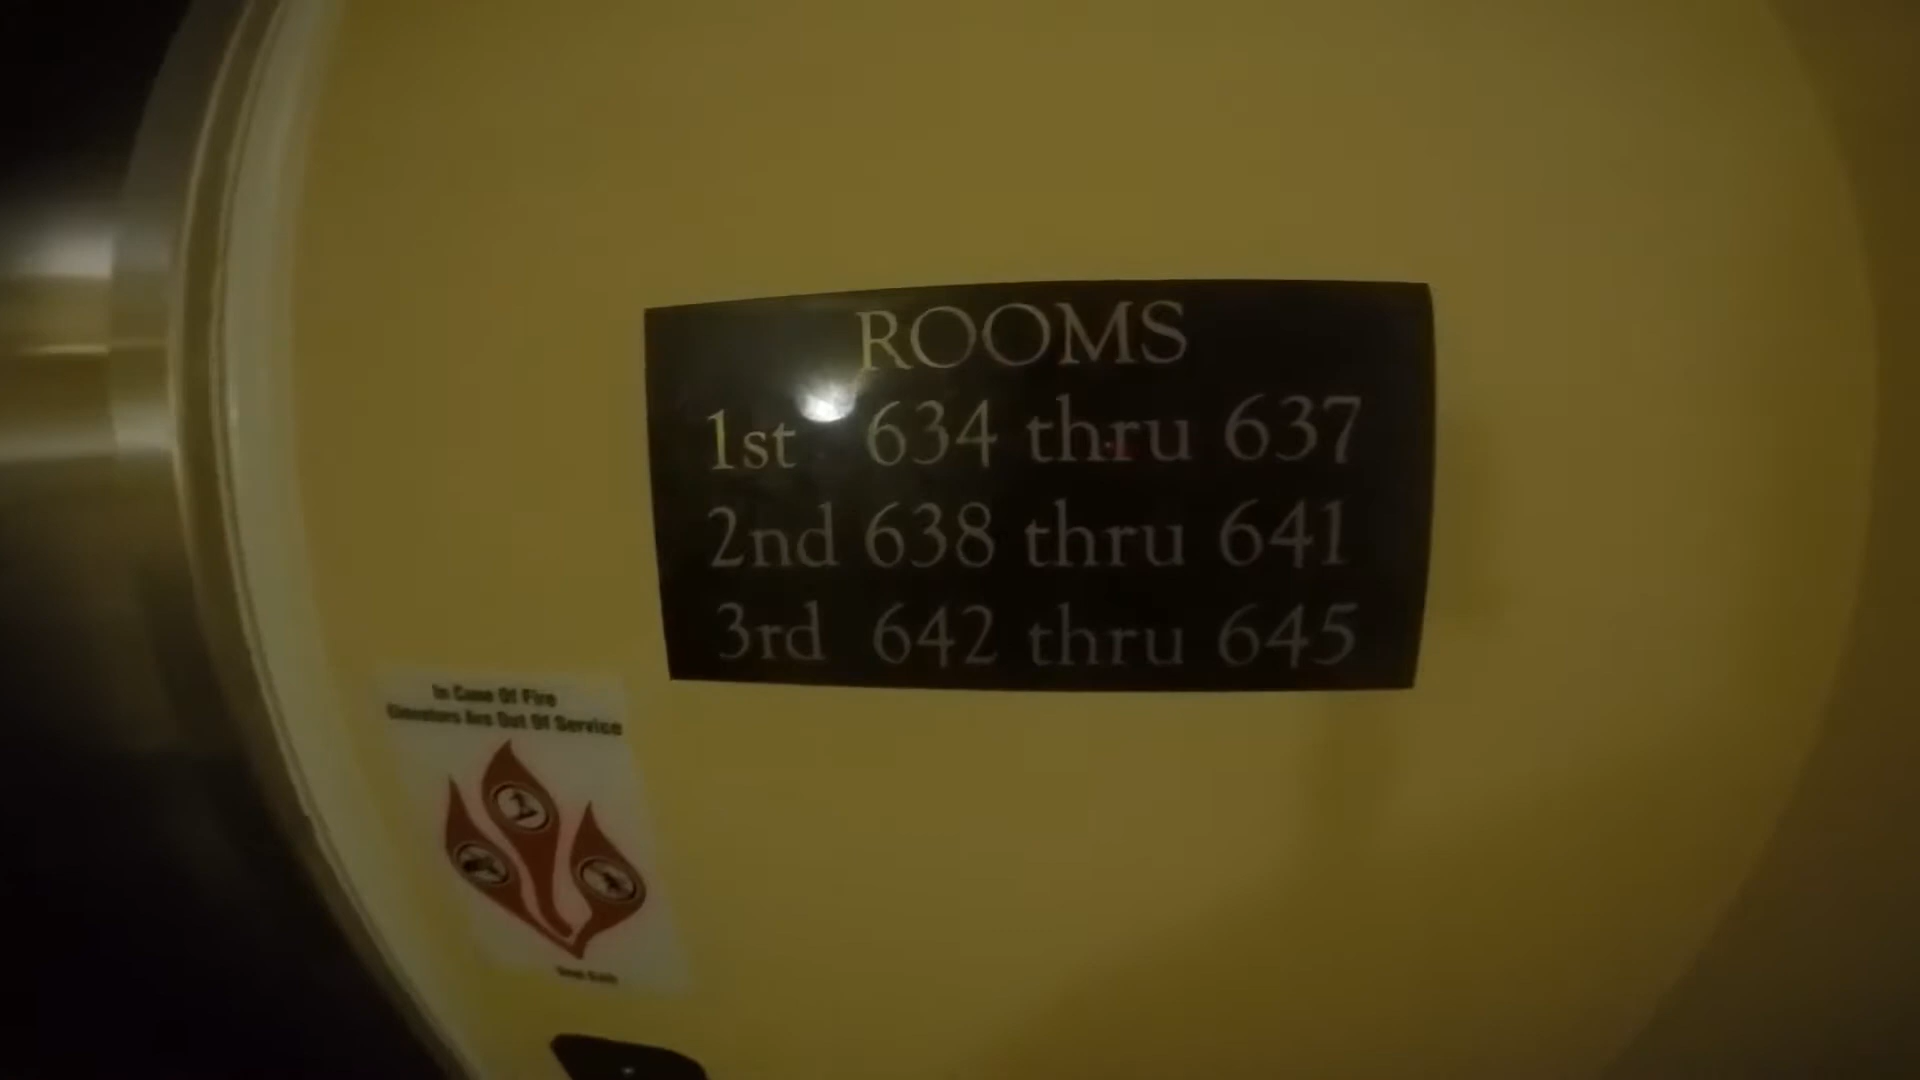 ROOMS
1st 634 thru 637
2nd 638 thru 641
3rd 642 thru 645
In Case Of Fire
Elevators Are Out Of Service